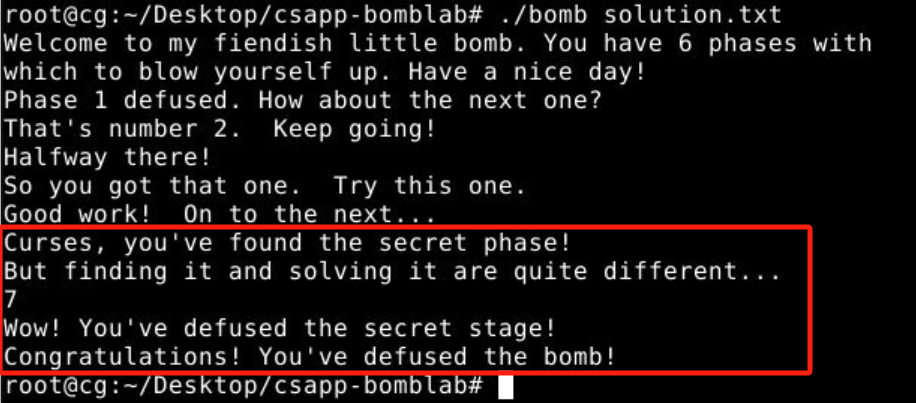 root@cg:~/Desktop/csapp-bomblab# ./bomb solution.txt
Welcome to my fiendish little bomb. You have 6 phases with
which to blow yourself up. Have a nice day!
Phase 1 defused. How about the next one?
That's number 2.  Keep going!
Halfway there!
So you got that one.  Try this one.
Good work!  On to the next...
Curses, you've found the secret phase!
But finding it and solving it are quite different...
7
Wow! You've defused the secret stage!
Congratulations! You've defused the bomb!
root@cg:~/Desktop/csapp-bomblab#